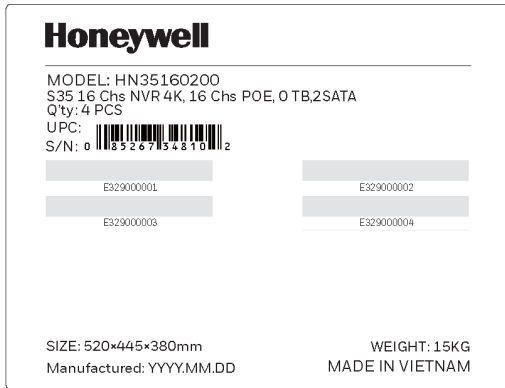 Honeywell
MODEL: HN35160200
S35 16 Chs NVR 4K, 16 Chs POE, 0 TB,2SATA
Q'ty: 4 PCS
UPC:
S/N: 0 85267 34810 2
E329000001 E329000002
E329000003 E329000004
SIZE: 520×445×380mm WEIGHT: 15KG
Manufactured: YYYY.MM.DD MADE IN VIETNAM